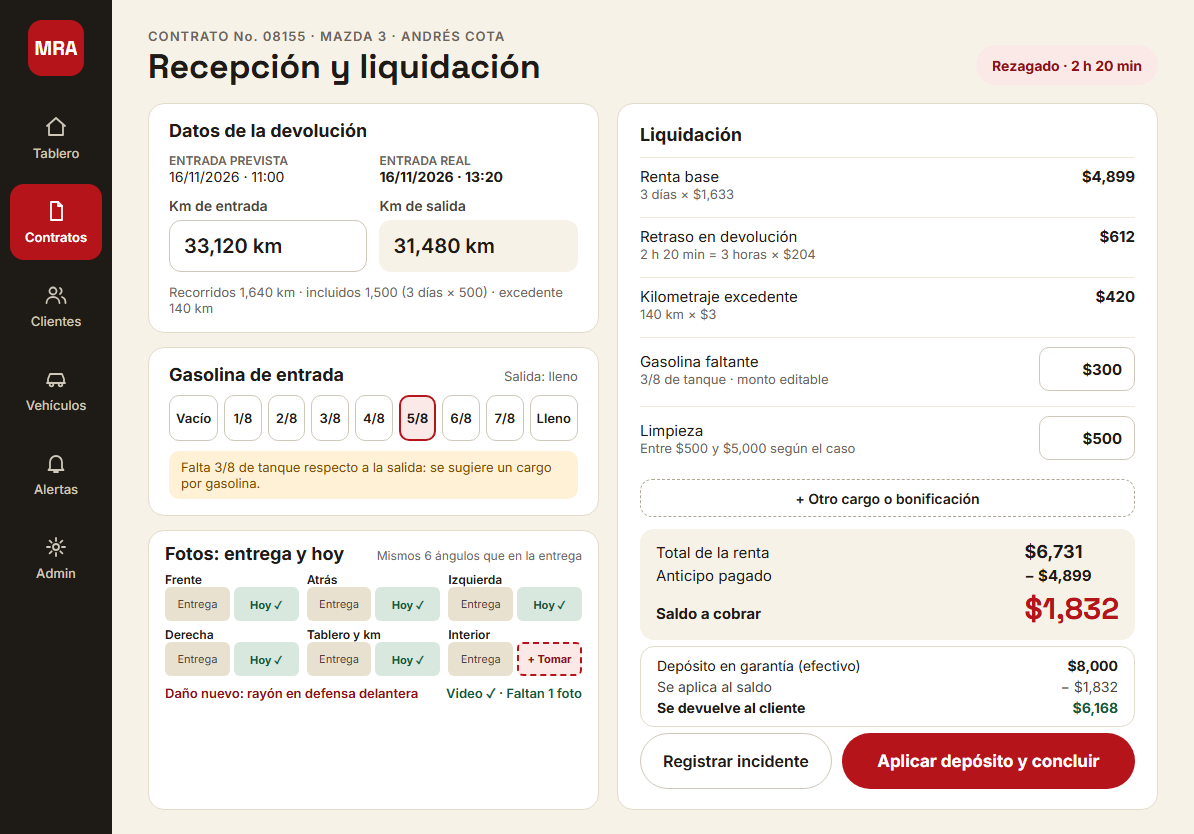 MRA
Tablero
Contratos
Clientes
Vehículos
Alertas
Admin
CONTRATO No. 08155 · MAZDA 3 · ANDRÉS COTA
Recepción y liquidación
Rezagado · 2 h 20 min
Datos de la devolución
ENTRADA PREVISTA
16/11/2026 · 11:00
ENTRADA REAL
16/11/2026 · 13:20
Km de entrada
33,120 km
Km de salida
31,480 km
Recorridos 1,640 km · incluidos 1,500 (3 días × 500) · excedente
140 km
Gasolina de entrada
Salida: lleno
Vacío 1/8 2/8 3/8 4/8 5/8 6/8 7/8 Lleno
Falta 3/8 de tanque respecto a la salida: se sugiere un cargo
por gasolina.
Fotos: entrega y hoy
Mismos 6 ángulos que en la entrega
Frente Atrás Izquierda
Entrega Hoy ✓ Entrega Hoy ✓ Entrega Hoy ✓
Derecha Tablero y km Interior
Entrega Hoy ✓ Entrega Hoy ✓ Entrega + Tomar
Daño nuevo: rayón en defensa delantera
Video ✓ · Faltan 1 foto
Liquidación
Renta base $4,899
3 días × $1,633
Retraso en devolución $612
2 h 20 min = 3 horas × $204
Kilometraje excedente $420
140 km × $3
Gasolina faltante $300
3/8 de tanque · monto editable
Limpieza $500
Entre $500 y $5,000 según el caso
+ Otro cargo o bonificación
Total de la renta $6,731
Anticipo pagado – $4,899
Saldo a cobrar $1,832
Depósito en garantía (efectivo) $8,000
Se aplica al saldo – $1,832
Se devuelve al cliente $6,168
Registrar incidente
Aplicar depósito y concluir